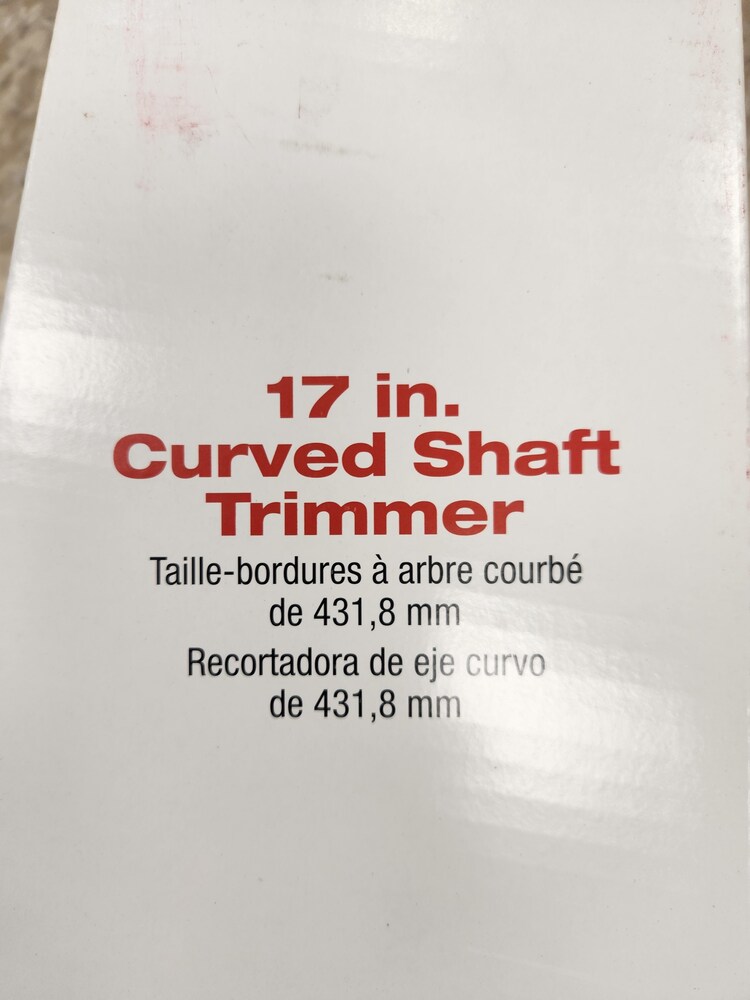 17 in.
Curved Shaft
Trimmer
Taille-bordures à arbre courbé
de 431,8 mm
Recortadora de eje curvo
de 431,8 mm